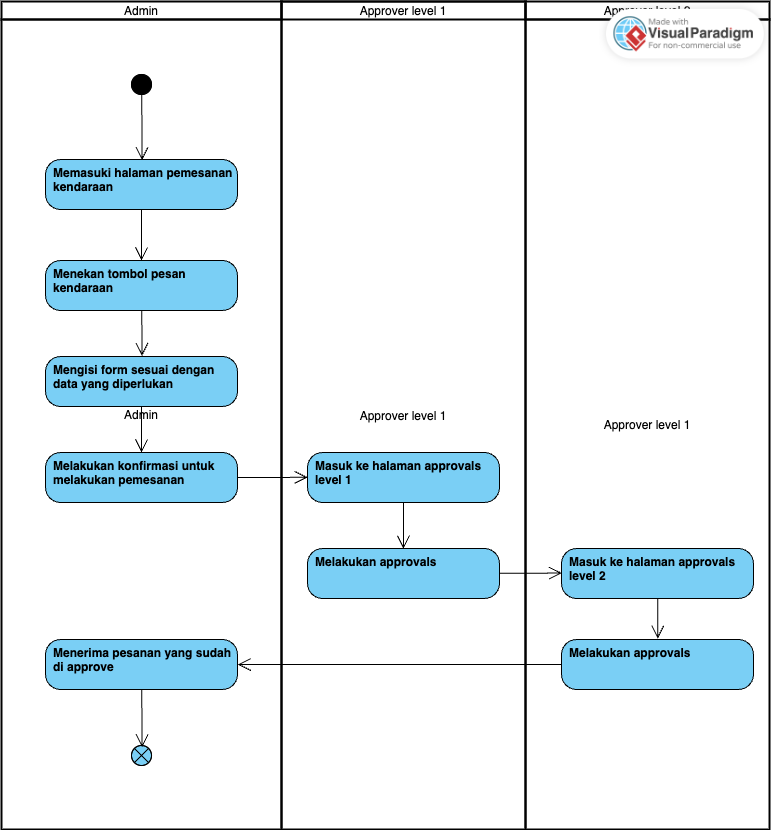 Admin
Approver level 1
Approver level 2
Made with
VisualParadigm
For non-commercial use
Memasuki halaman pemesanan
kendaraan
Menekan tombol pesan
kendaraan
Mengisi form sesuai dengan
data yang diperlukan
Admin
Approver level 1
Approver level 1
Melakukan konfirmasi untuk
melakukan pemesanan
Masuk ke halaman approvals
level 1
Melakukan approvals
Masuk ke halaman approvals
level 2
Menerima pesanan yang sudah
di approve
Melakukan approvals